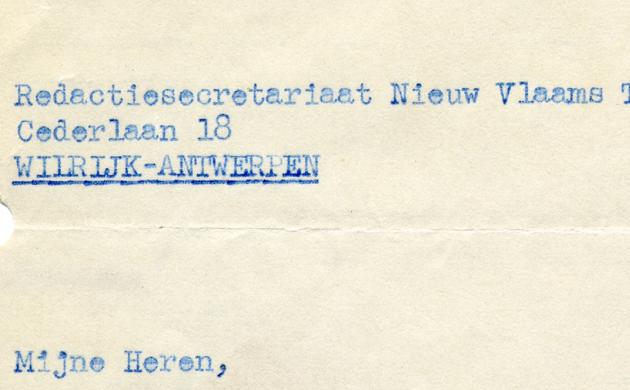 Redactiesecretariaat Nieuw Vlaams T
Cederlaan 18
WILRIJK-ANTWERPEN
Mijne Heren,